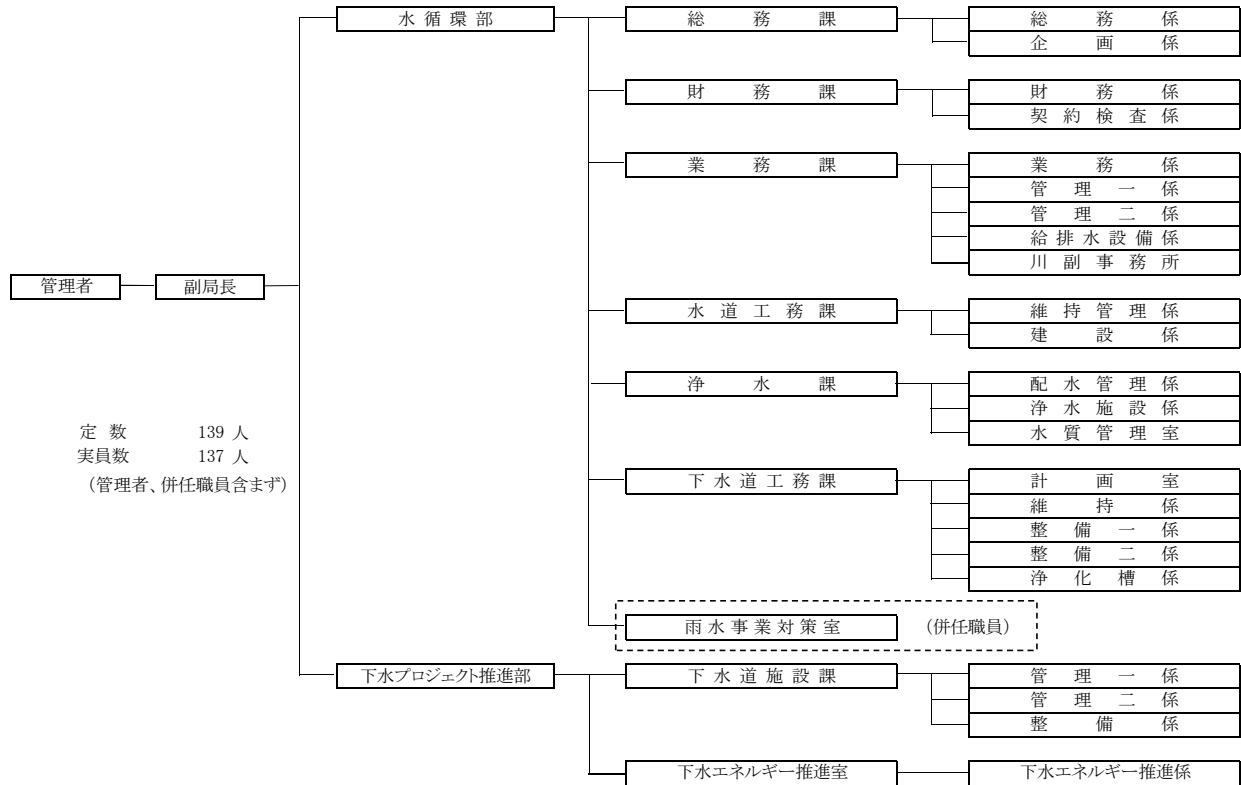 水循環部
総務課
総務係
企画係
財務課
財務係
契約検査係
業務課
業務係
管理一係
管理二係
給排水設備係
川副事務所
管理者
副局長
水道工務課
維持管理係
建設係
浄水課
配水管理係
浄水施設係
水質管理室
定数 139 人
実員数 137 人
（管理者、併任職員含まず）
下水道工務課
計画室
維持係
整備一係
整備二係
浄化槽係
雨水事業対策室 （併任職員）
下水プロジェクト推進部
下水道施設課
管理一係
管理二係
整備係
下水エネルギー推進室
下水エネルギー推進係